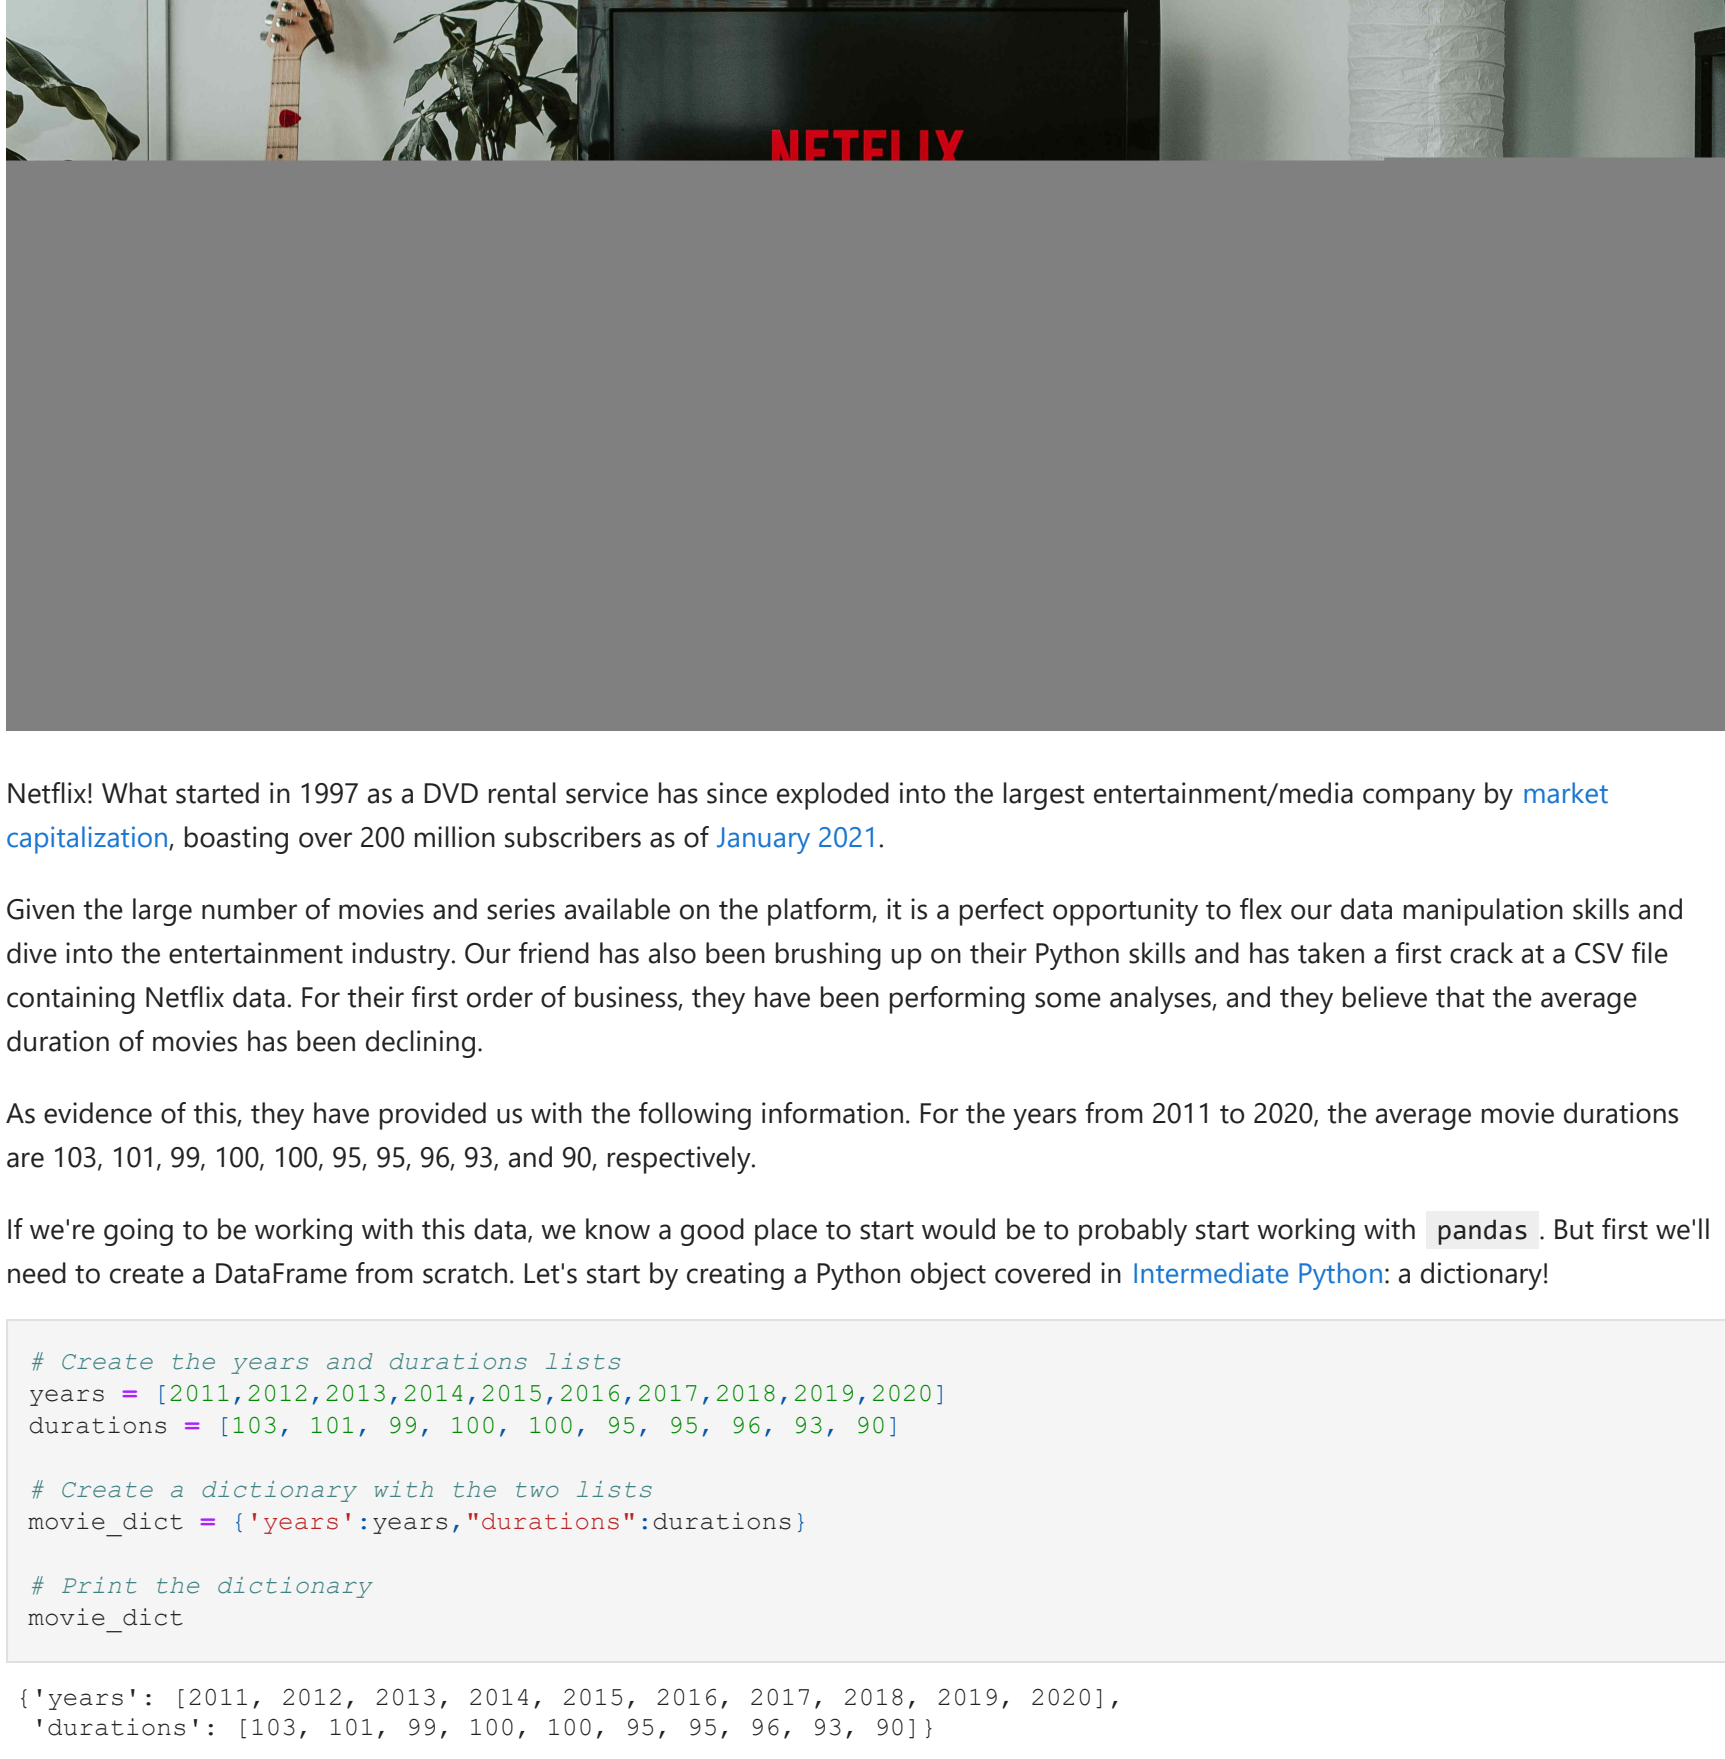 NETFLIX
Netflix! What started in 1997 as a DVD rental service has since exploded into the largest entertainment/media company by market
capitalization, boasting over 200 million subscribers as of January 2021.
Given the large number of movies and series available on the platform, it is a perfect opportunity to flex our data manipulation skills and
dive into the entertainment industry. Our friend has also been brushing up on their Python skills and has taken a first crack at a CSV file
containing Netflix data. For their first order of business, they have been performing some analyses, and they believe that the average
duration of movies has been declining.
As evidence of this, they have provided us with the following information. For the years from 2011 to 2020, the average movie durations
are 103, 101, 99, 100, 100, 95, 95, 96, 93, and 90, respectively.
If we're going to be working with this data, we know a good place to start would be to probably start working with pandas . But first we'll
need to create a DataFrame from scratch. Let's start by creating a Python object covered in Intermediate Python: a dictionary!
# Create the years and durations lists
years = [2011,2012,2013,2014,2015,2016,2017,2018,2019,2020]
durations = [103, 101, 99, 100, 100, 95, 95, 96, 93, 90]
# Create a dictionary with the two lists
movie_dict = {'years':years,"durations":durations}
# Print the dictionary
movie_dict
{'years': [2011, 2012, 2013, 2014, 2015, 2016, 2017, 2018, 2019, 2020],
'durations': [103, 101, 99, 100, 100, 95, 95, 96, 93, 90]}